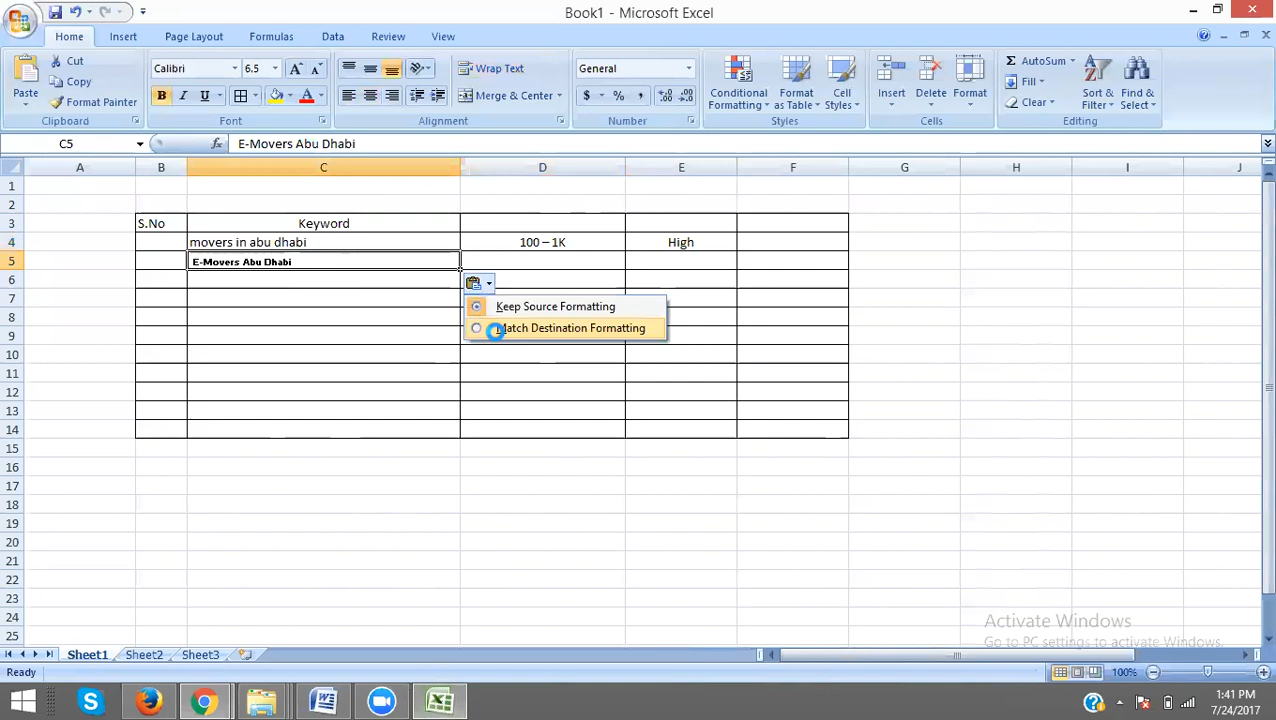 Book1 - Microsoft Excel
Home Insert Page Layout Formulas Data Review View
Paste
Cut
Copy
Format Painter
Clipboard
Calibri 6.5
B I U A
Font
Wrap Text
Merge & Center
Alignment
General
$ % ,
Number
Conditional Formatting
Format as Table
Cell Styles
Styles
Insert Delete Format
Cells
Σ AutoSum
Fill
Clear
Sort & Filter
Find & Select
Editing
C5 fx E-Movers Abu Dhabi
A B C D E F G H I J
1
2
3 S.No Keyword
4 movers in abu dhabi 100 – 1K High
5 E-Movers Abu Dhabi
6
Keep Source Formatting
7
8
Match Destination Formatting
9
10
11
12
13
14
15
16
17
18
19
20
21
22
23
24
25
Activate Windows
Go to PC settings to activate Windows.
Sheet1 Sheet2 Sheet3
Ready 100%
1:41 PM
7/24/2017